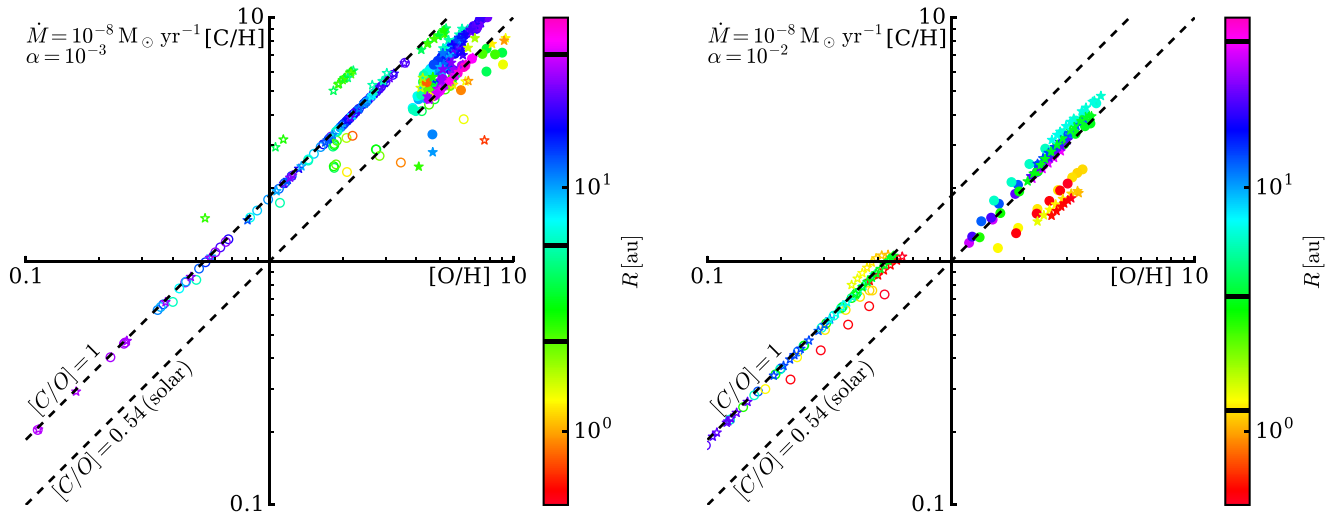 Ṁ = 10⁻⁸ M⊙ yr⁻¹ [C/H]
α = 10⁻³
10
0.1
[O/H]
10
[C/O] = 1
[C/O] = 0.54 (solar)
0.1
10¹
10⁰
R [au]
Ṁ = 10⁻⁸ M⊙ yr⁻¹ [C/H]
α = 10⁻²
10
0.1
[O/H]
10
[C/O] = 1
[C/O] = 0.54 (solar)
0.1
10¹
10⁰
R [au]